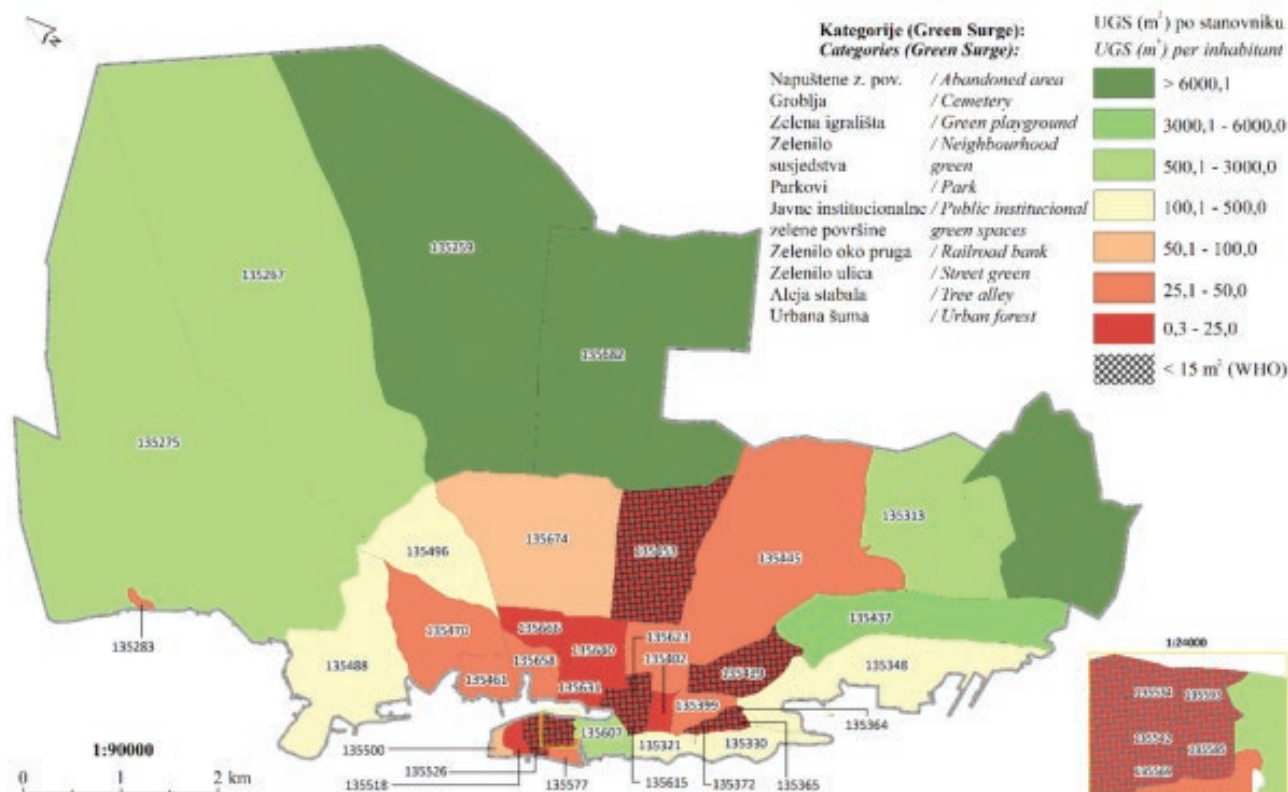 N
Kategorije (Green Surge):
Categories (Green Surge):
Napuštene z. pov. / Abandoned area
Groblja / Cemetery
Zelena igrališta / Green playground
Zelenilo / Neighbourhood
susjedstva green
Parkovi / Park
Javne institucionalne / Public institucional
zelene površine green spaces
Zelenilo oko pruga / Railroad bank
Zelenilo ulica / Street green
Aleja stabala / Tree alley
Urbana šuma / Urban forest
UGS (m²) po stanovniku
UGS (m²) per inhabitant
> 6000,1
3000,1 - 6000,0
500,1 - 3000,0
100,1 - 500,0
50,1 - 100,0
25,1 - 50,0
0,3 - 25,0
< 15 m² (WHO)
135267
135682
135275
135313
135496
135674
135445
135437
135283
135470
135666
135640
135623
135402
135658
135488
135461
135631
135348
135399
135364
135607
135321
135330
135500
135526
135518
135577
135615
135372
135365
1:90000
0 1 2 km
1:24000
135542